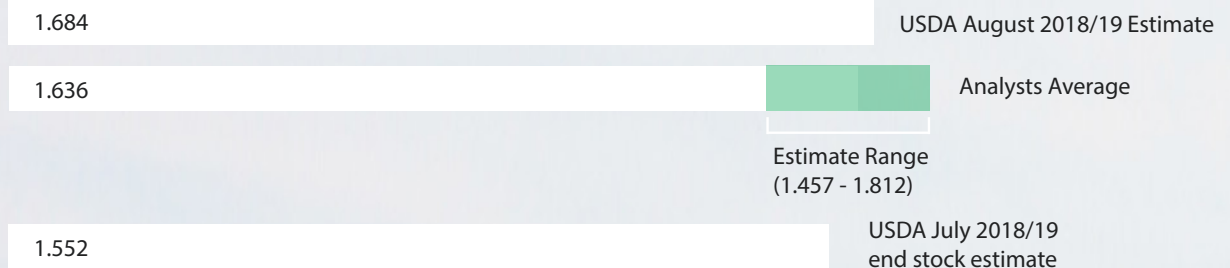 1.684
USDA August 2018/19 Estimate
1.636
Analysts Average
Estimate Range
(1.457 - 1.812)
1.552
USDA July 2018/19
end stock estimate